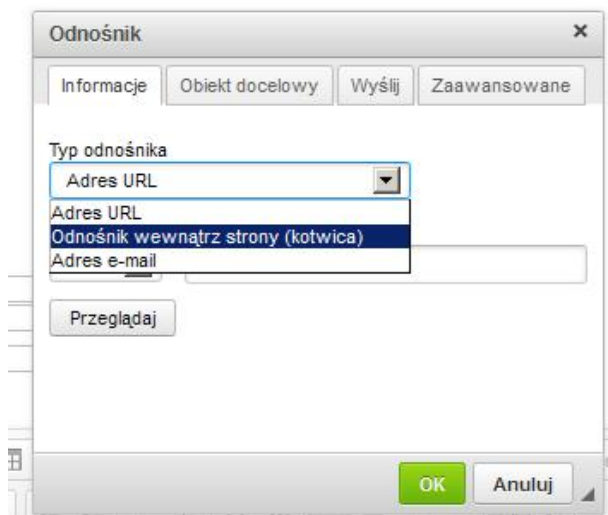 Odnośnik
Informacje Obiekt docelowy Wyślij Zaawansowane
Typ odnośnika
Adres URL
Adres URL
Odnośnik wewnątrz strony (kotwica)
Adres e-mail
Przeglądaj
OK Anuluj